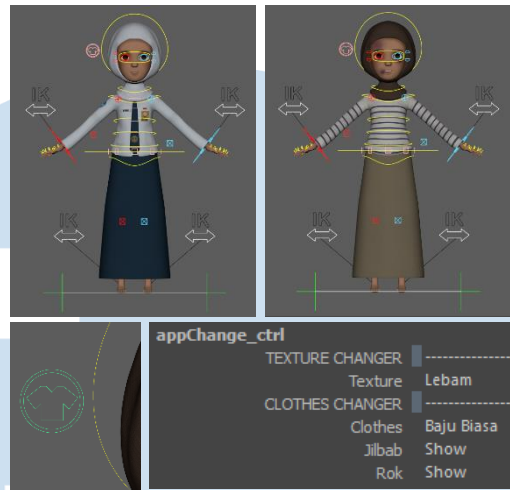 IK IK
IK IK
IK IK
IK IK
appChange_ctrl
TEXTURE CHANGER ---------------
Texture Lebam
CLOTHES CHANGER ---------------
Clothes Baju Biasa
Jilbab Show
Rok Show